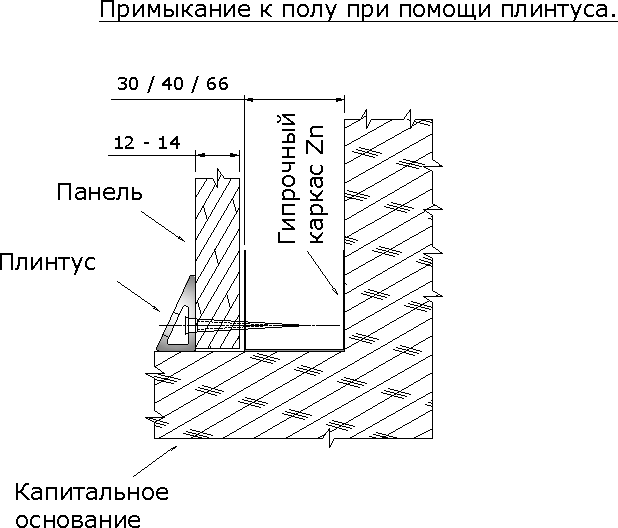 Примыкание к полу при помощи плинтуса.
30 / 40 / 66
12 - 14
Гипрочный
каркас Zn
Панель
Плинтус
Капитальное
основание